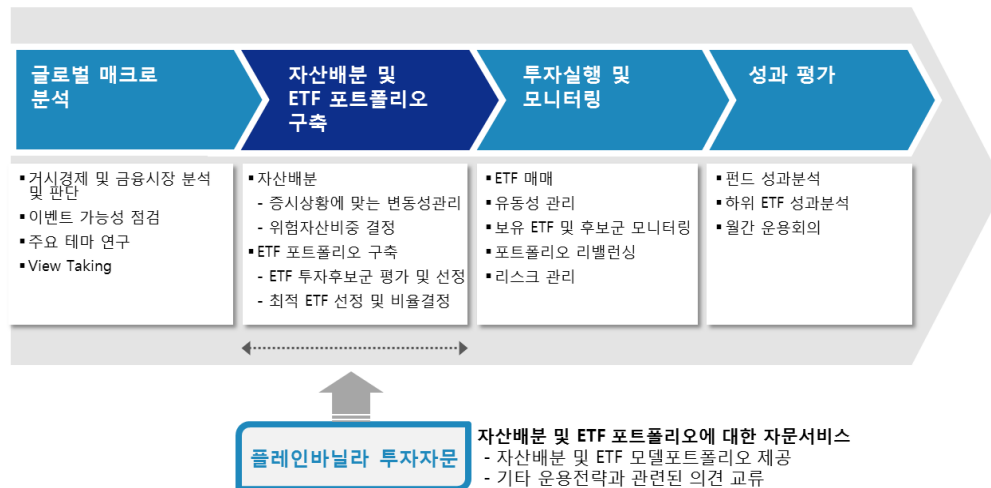 글로벌 매크로
분석
자산배분 및
ETF 포트폴리오
구축
투자실행 및
모니터링
성과 평가
▪거시경제 및 금융시장 분석
및 판단
▪이벤트 가능성 점검
▪주요 테마 연구
▪View Taking
▪자산배분
- 증시상황에 맞는 변동성관리
- 위험자산비중 결정
▪ETF 포트폴리오 구축
- ETF 투자후보군 평가 및 선정
- 최적 ETF 선정 및 비율결정
▪ETF 매매
▪유동성 관리
▪보유 ETF 및 후보군 모니터링
▪포트폴리오 리밸런싱
▪리스크 관리
▪펀드 성과분석
▪하위 ETF 성과분석
▪월간 운용회의
플레인바닐라 투자자문
자산배분 및 ETF 포트폴리오에 대한 자문서비스
- 자산배분 및 ETF 모델포트폴리오 제공
- 기타 운용전략과 관련된 의견 교류